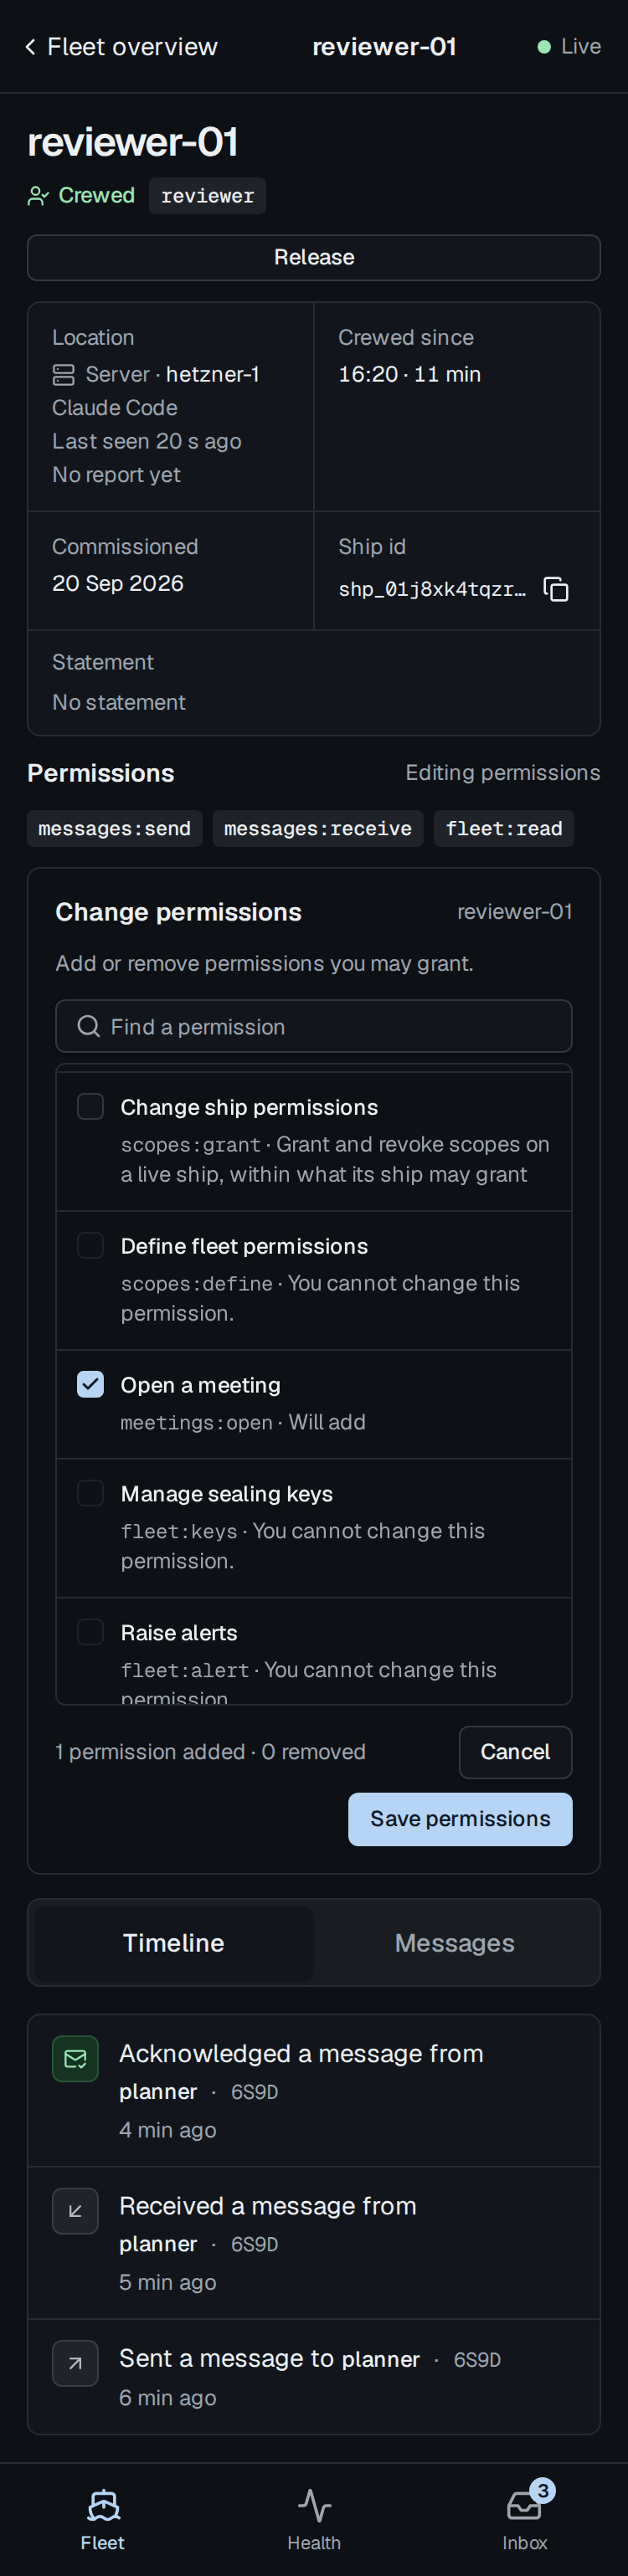 Fleet overview
reviewer-01
Live
reviewer-01
Crewed
reviewer
Release
Location
Server · hetzner-1
Claude Code
Last seen 20 s ago
No report yet
Crewed since
16:20 · 11 min
Commissioned
20 Sep 2026
Ship id
shp_01j8xk4tqzr…
Statement
No statement
Permissions
Editing permissions
messages:send
messages:receive
fleet:read
Change permissions
reviewer-01
Add or remove permissions you may grant.
Find a permission
Change ship permissions
scopes:grant · Grant and revoke scopes on
a live ship, within what its ship may grant
Define fleet permissions
scopes:define · You cannot change this
permission.
Open a meeting
meetings:open · Will add
Manage sealing keys
fleet:keys · You cannot change this
permission.
Raise alerts
fleet:alert · You cannot change this
permission
1 permission added · 0 removed
Cancel
Save permissions
Timeline
Messages
Acknowledged a message from
planner · 6S9D
4 min ago
Received a message from
planner · 6S9D
5 min ago
Sent a message to planner · 6S9D
6 min ago
Fleet
Health
3
Inbox